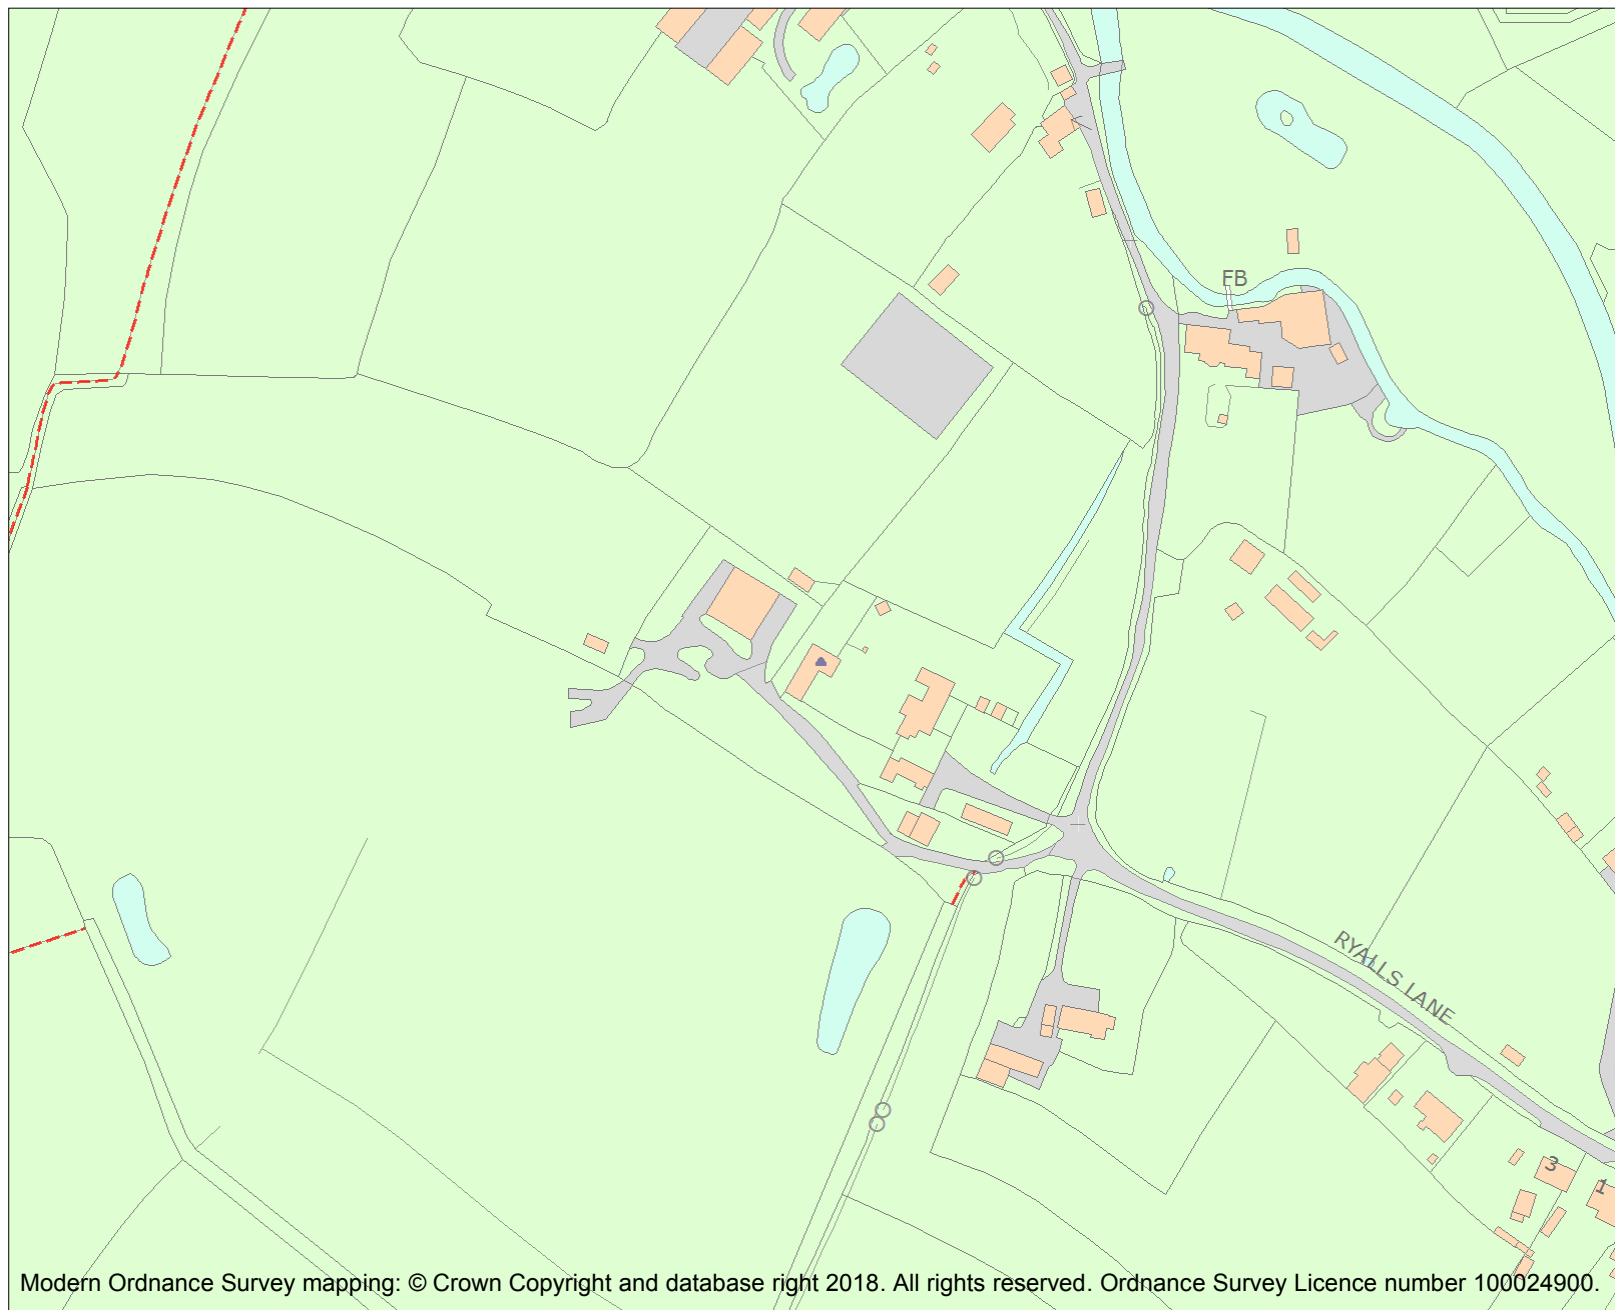 FB
RYALLS LANE
3
1
Modern Ordnance Survey mapping: © Crown Copyright and database right 2018. All rights reserved. Ordnance Survey Licence number 100024900.